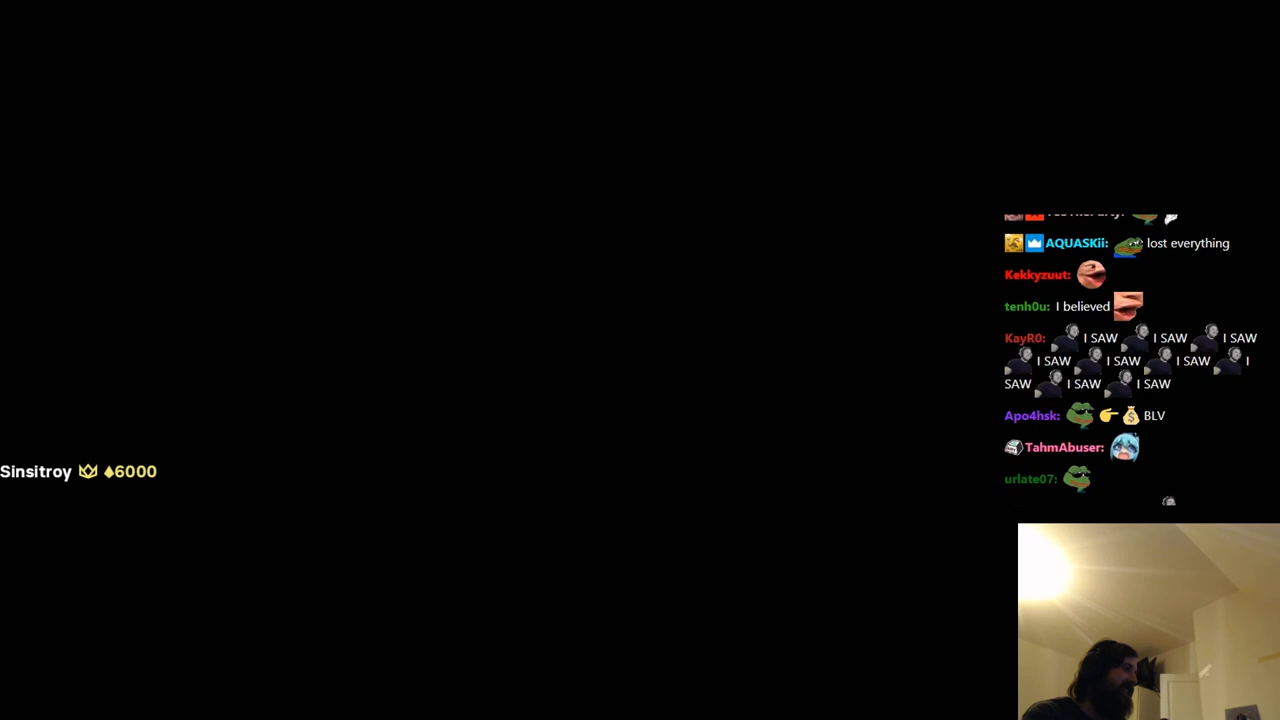 AQUASKii: lost everything
Kekkyzuut:
tenh0u: I believed
KayR0: I SAW I SAW I SAW
I SAW I SAW I SAW I
SAW I SAW I SAW
Apo4hsk: BLV
TahmAbuser:
urlate07:
Sinsitroy 6000